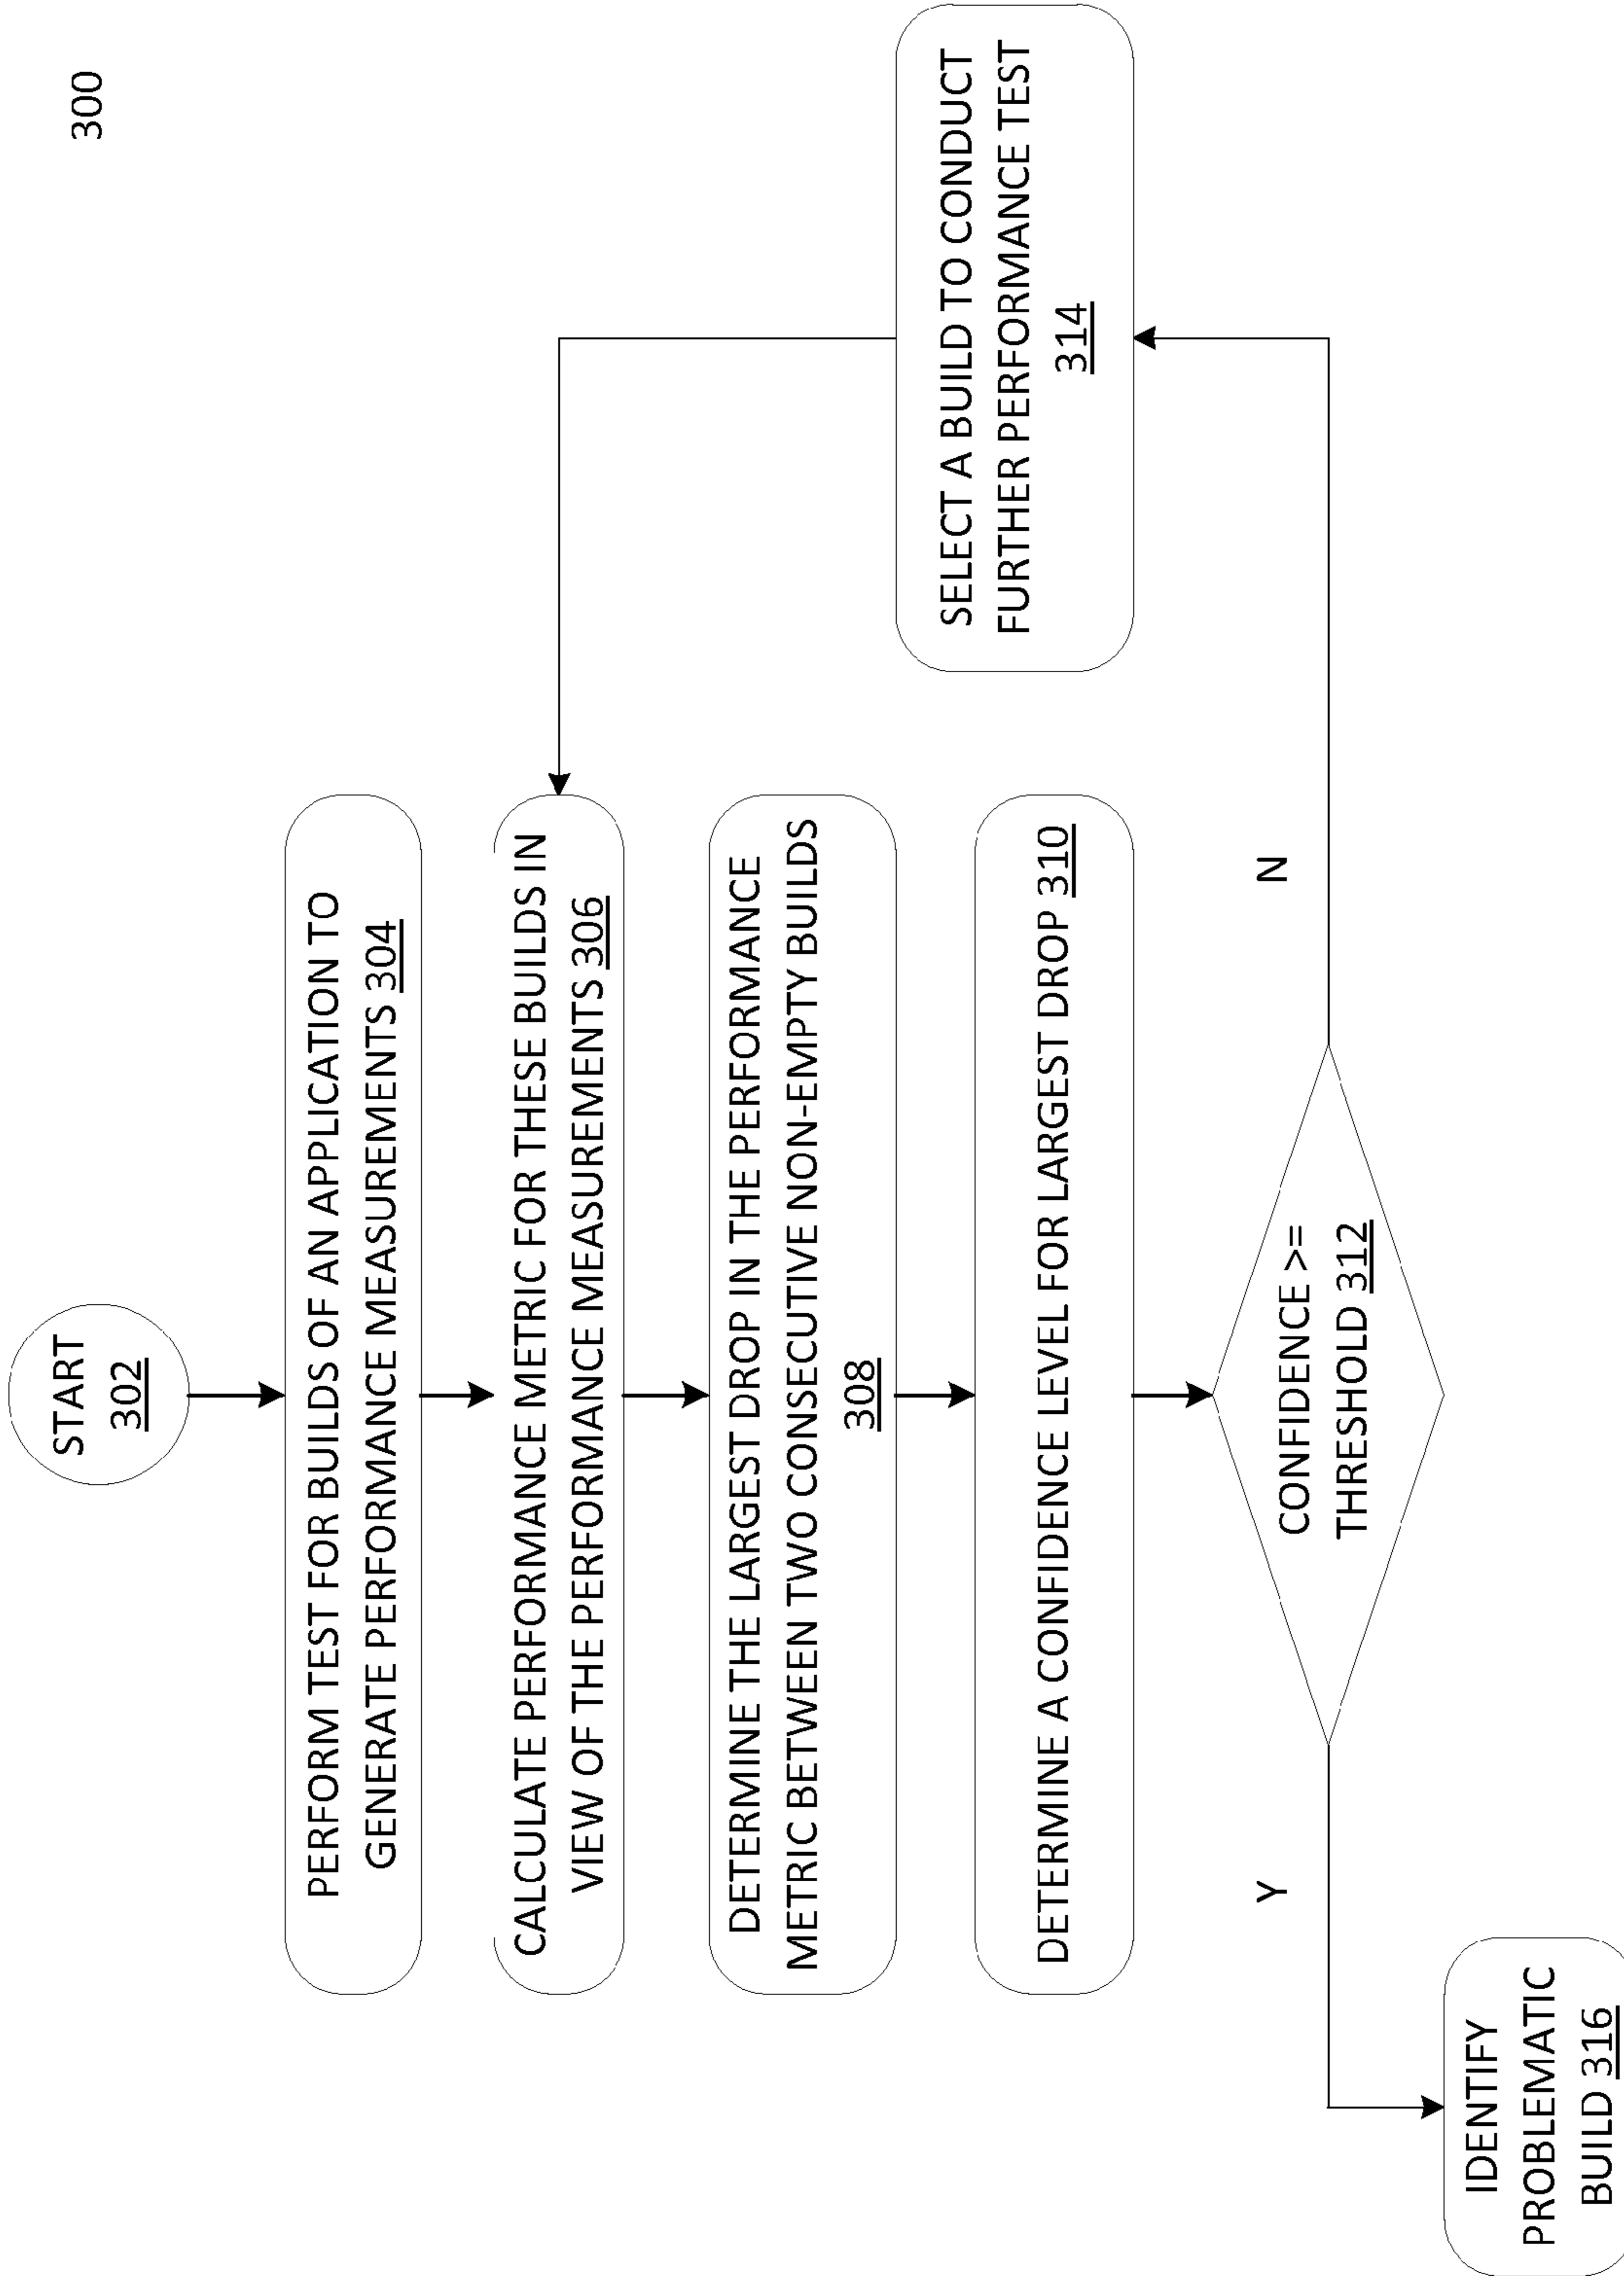 300
START
302
PERFORM TEST FOR BUILDS OF AN APPLICATION TO
GENERATE PERFORMANCE MEASUREMENTS 304
CALCULATE PERFORMANCE METRIC FOR THESE BUILDS IN
VIEW OF THE PERFORMANCE MEASUREMENTS 306
DETERMINE THE LARGEST DROP IN THE PERFORMANCE
METRIC BETWEEN TWO CONSECUTIVE NON-EMPTY BUILDS
308
DETERMINE A CONFIDENCE LEVEL FOR LARGEST DROP 310
CONFIDENCE >=
THRESHOLD 312
Y
N
SELECT A BUILD TO CONDUCT
FURTHER PERFORMANCE TEST
314
IDENTIFY
PROBLEMATIC
BUILD 316